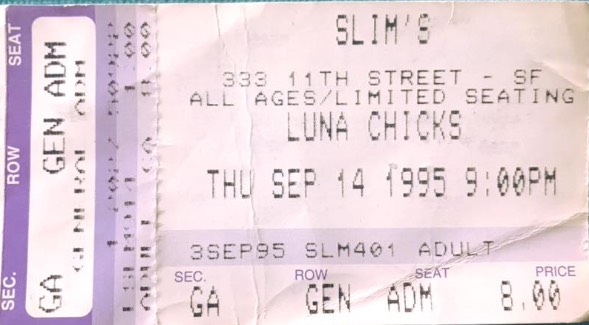 SLIM'S
333 11TH STREET - SF
ALL AGES/LIMITED SEATING
LUNA CHICKS
THU SEP 14 1995 9:00PM
3SEP95 SLM401 ADULT
SEC. ROW SEAT PRICE
GA GEN ADM 8.00
SEC. ROW SEAT
GA GEN ADM